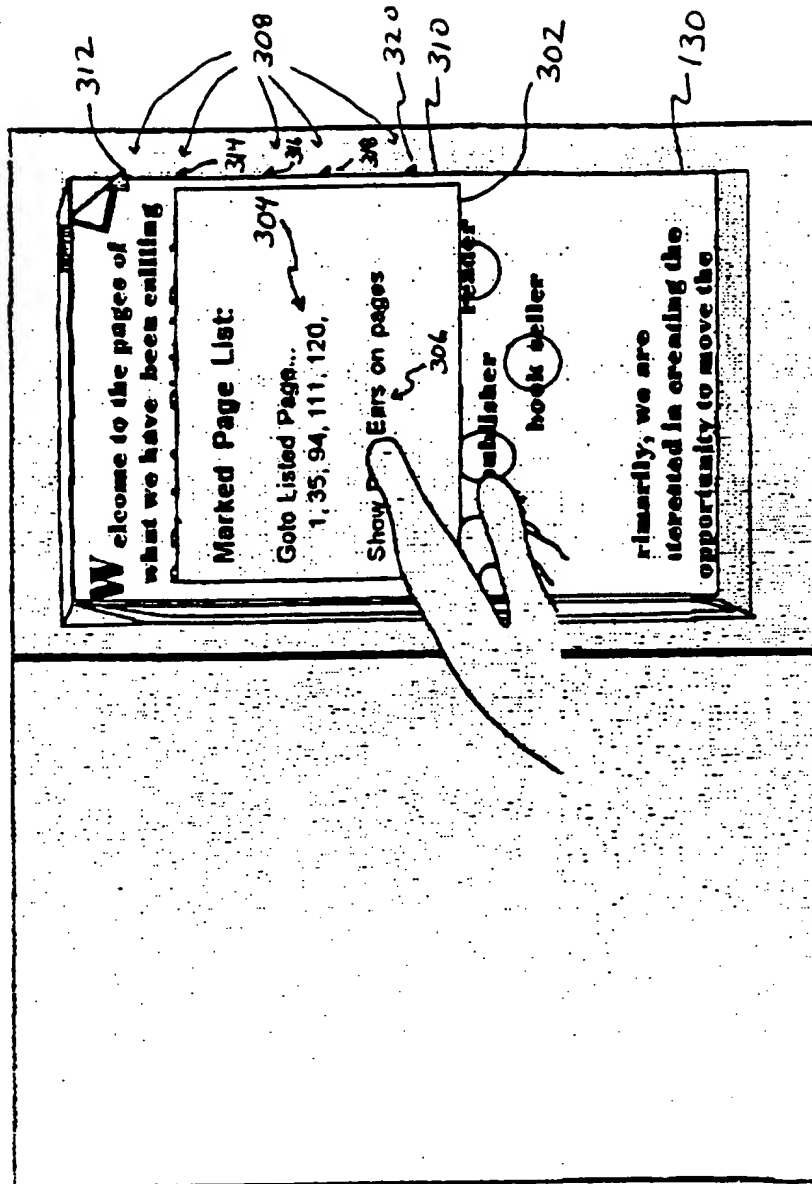 Welcome to the pages of
what we have been calling
Marked Page List:
Goto Listed Page...
1, 35, 94, 111, 120,
Show Ears on pages
reader
ublisher
book seller
rimarily, we are
iterested in creating the
opportunity to move the
304
306
312
308
314
316
318
320
310
302
130